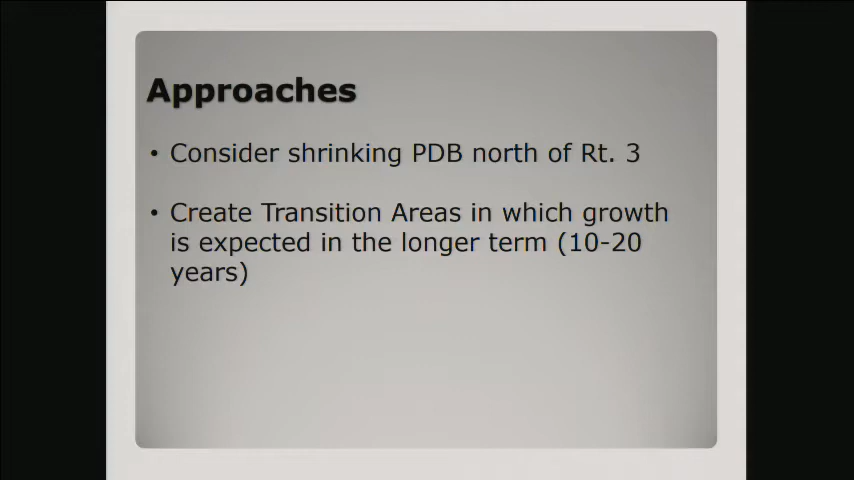 Approaches
• Consider shrinking PDB north of Rt. 3
• Create Transition Areas in which growth
is expected in the longer term (10-20
years)